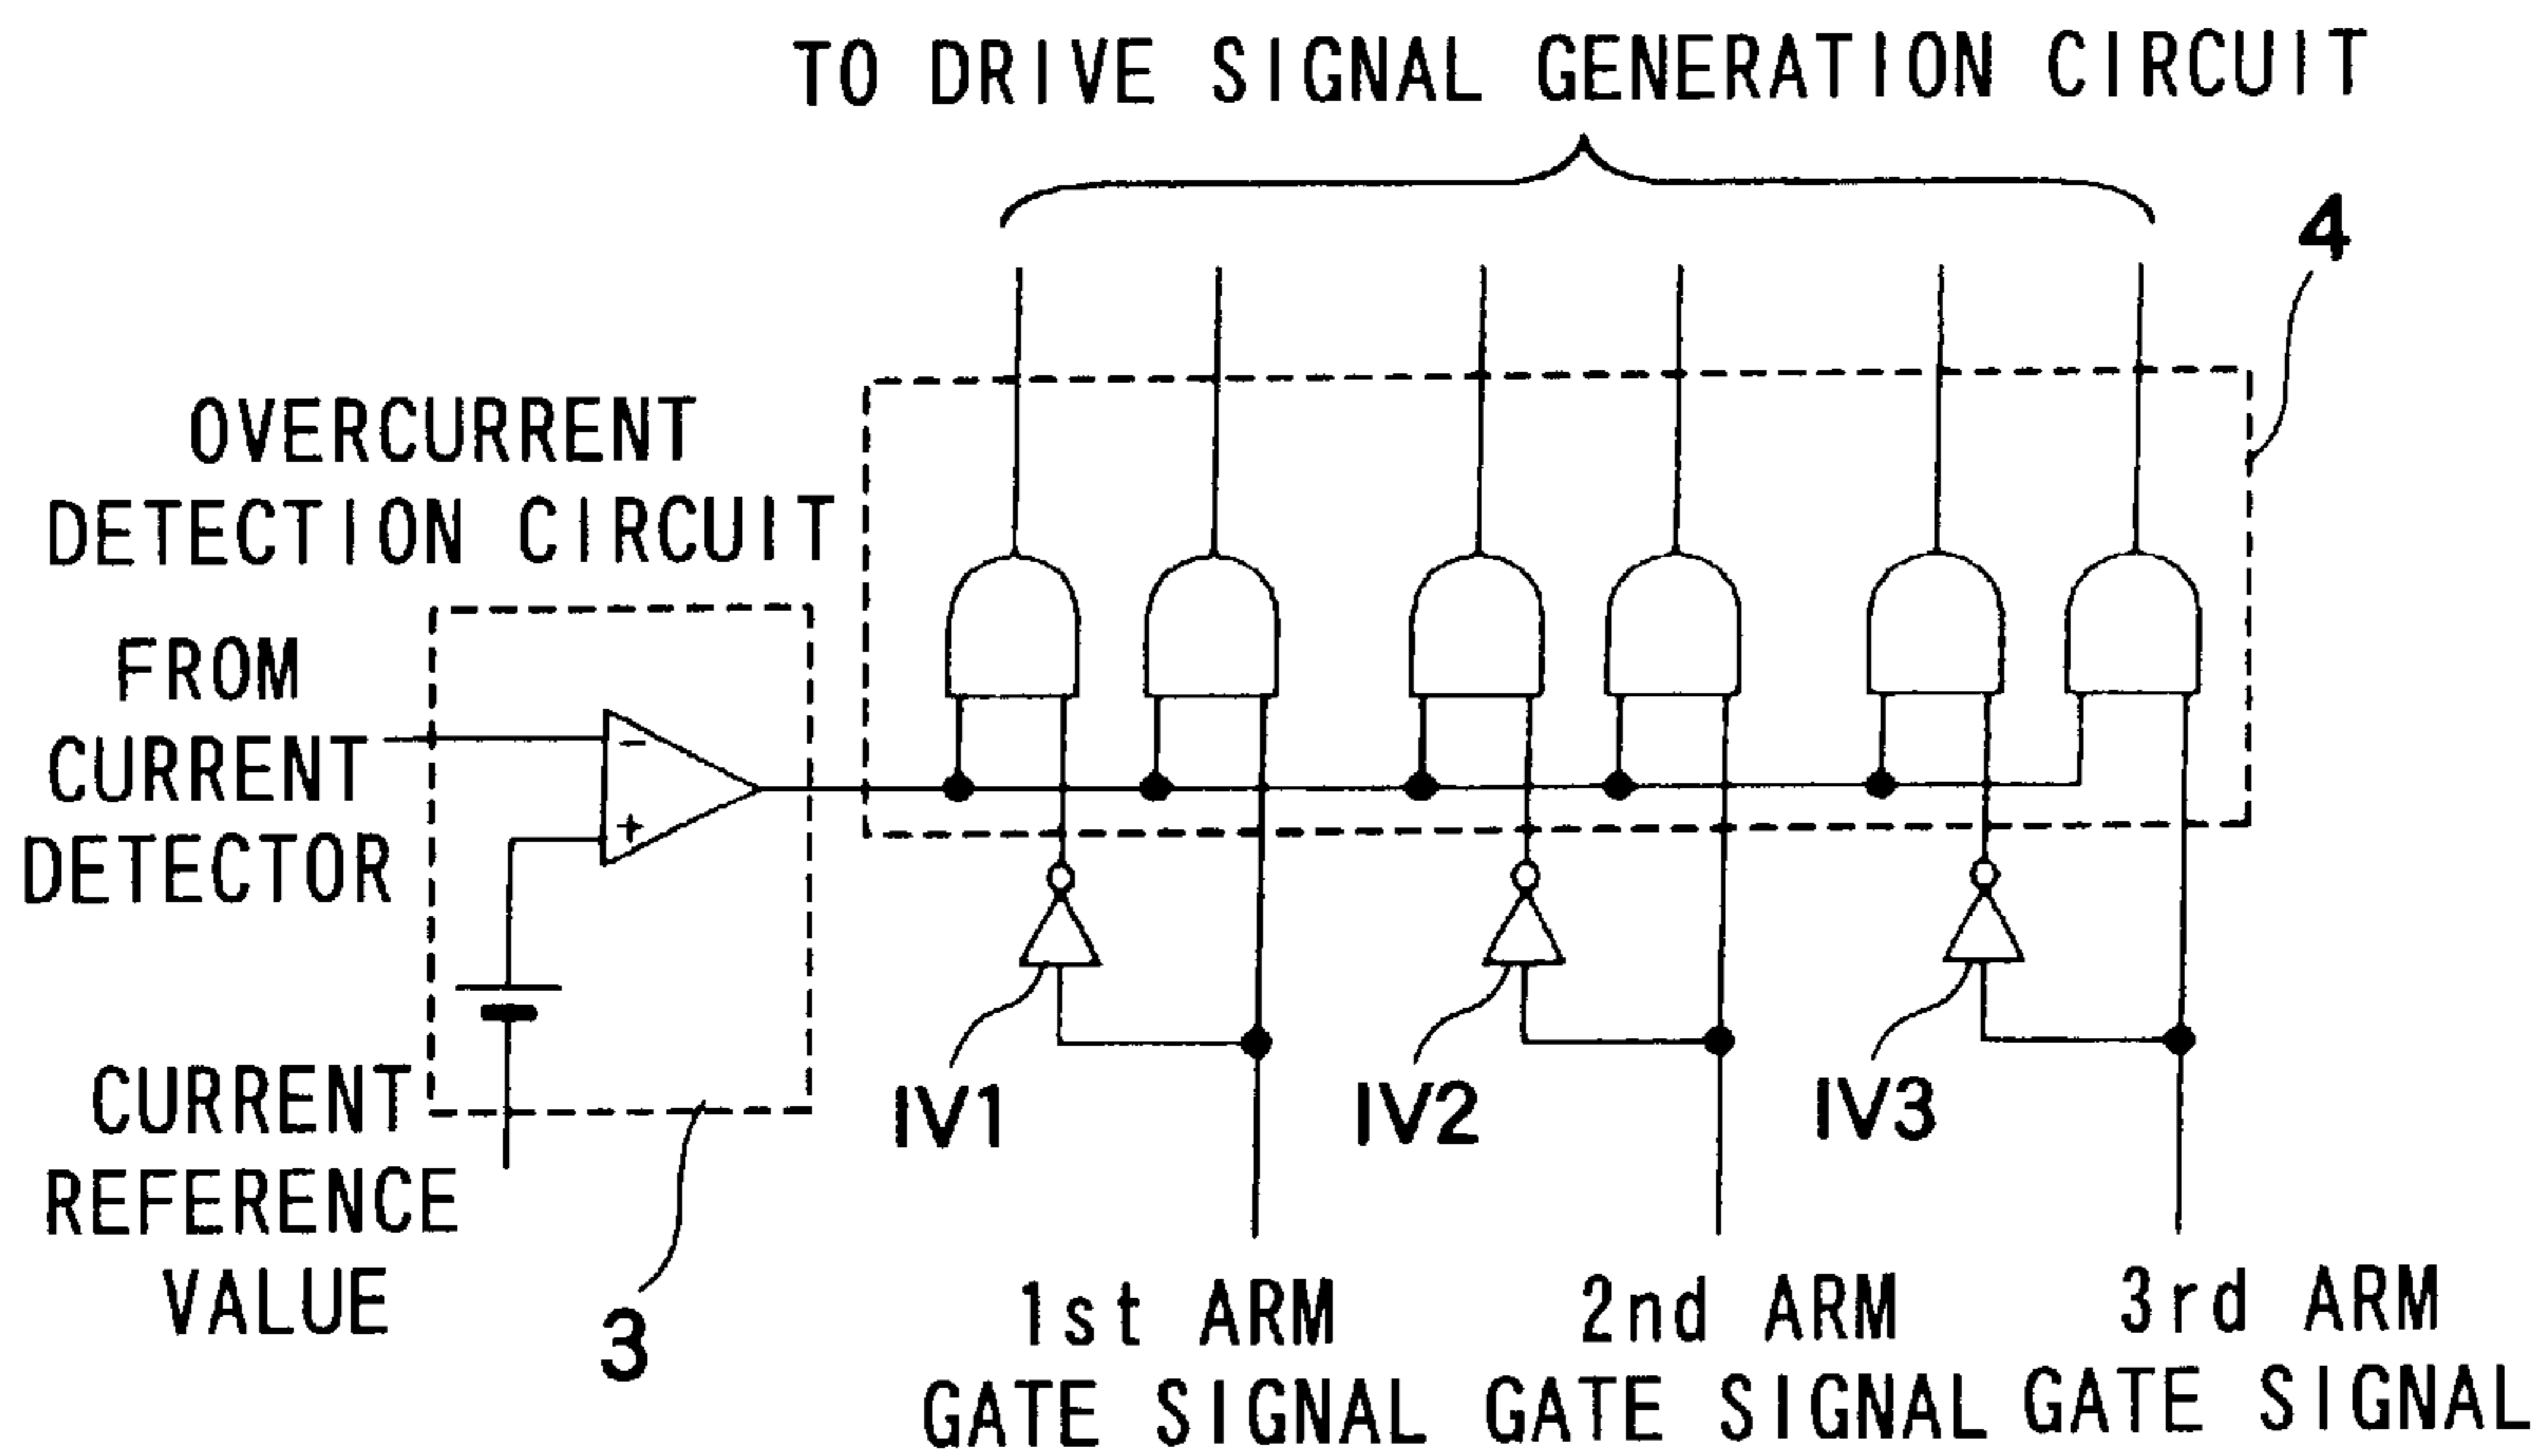 TO DRIVE SIGNAL GENERATION CIRCUIT
4
OVERCURRENT
DETECTION CIRCUIT
FROM
CURRENT
DETECTOR
-
+
CURRENT
REFERENCE
VALUE
3
IV1
IV2
IV3
1st ARM
GATE SIGNAL
2nd ARM
GATE SIGNAL
3rd ARM
GATE SIGNAL